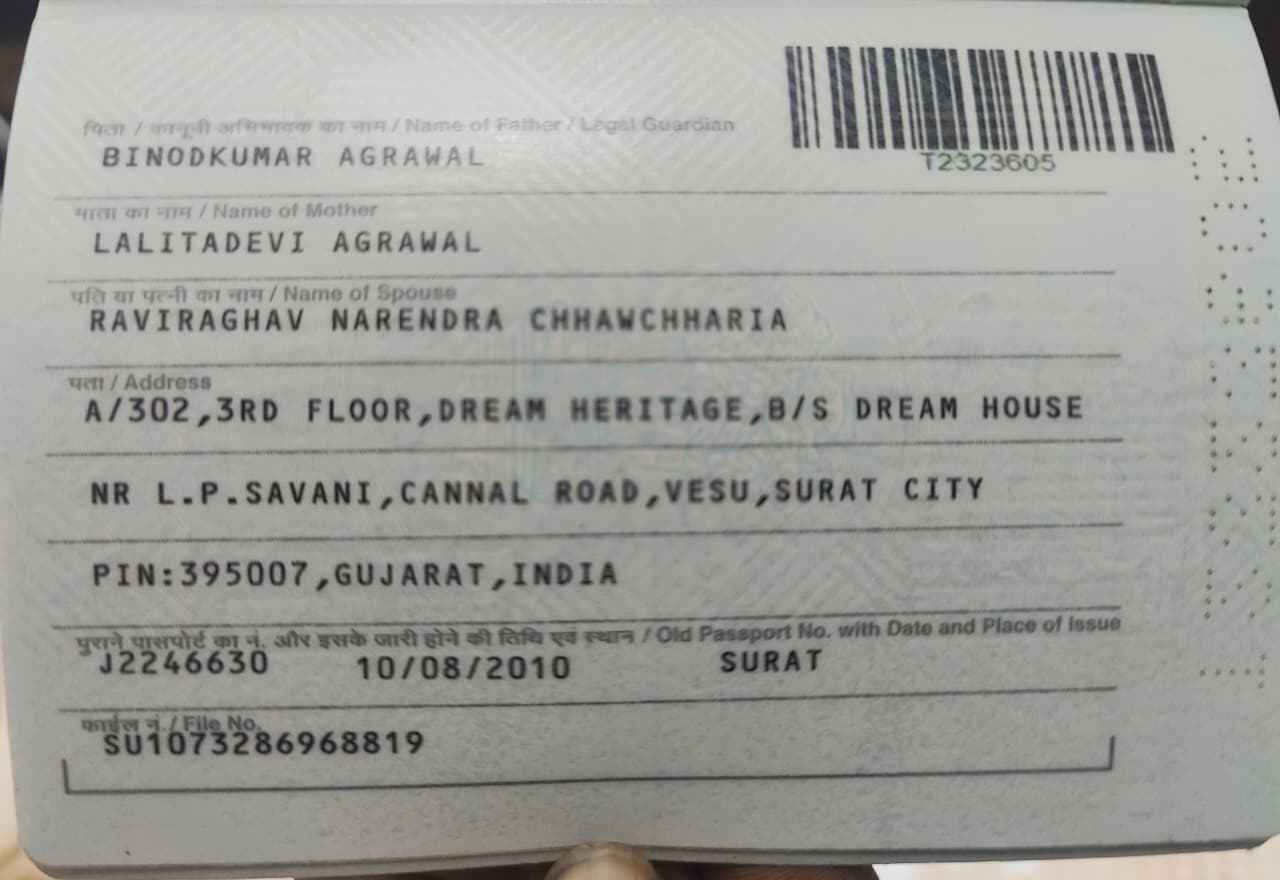 T2323605
पिता / कानूनी अभिभावक का नाम / Name of Father / Legal Guardian
BINODKUMAR AGRAWAL
माता का नाम / Name of Mother
LALITADEVI AGRAWAL
पति या पत्नी का नाम / Name of Spouse
RAVIRAGHAV NARENDRA CHHAWCHHARIA
पता / Address
A/302,3RD FLOOR,DREAM HERITAGE,B/S DREAM HOUSE
NR L.P.SAVANI,CANNAL ROAD,VESU,SURAT CITY
PIN:395007,GUJARAT,INDIA
पुराने पासपोर्ट का नं. और इसके जारी होने की तिथि एवं स्थान / Old Passport No. with Date and Place of Issue
J2246630 10/08/2010 SURAT
फाईल नं. / File No.
SU1073286968819